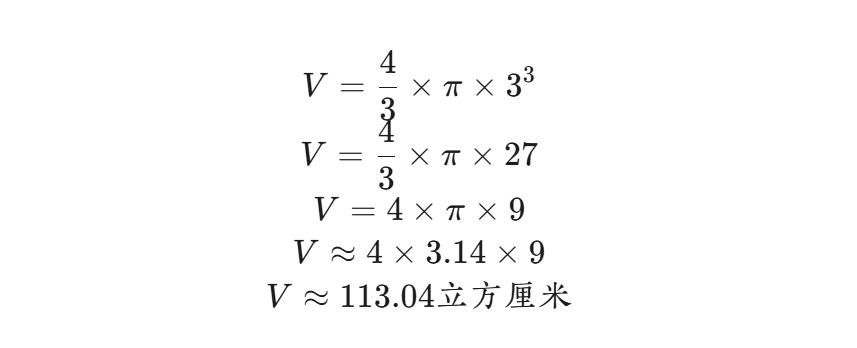 V = 4/3 × π × 3³
V = 4/3 × π × 27
V = 4 × π × 9
V ≈ 4 × 3.14 × 9
V ≈ 113.04立方厘米